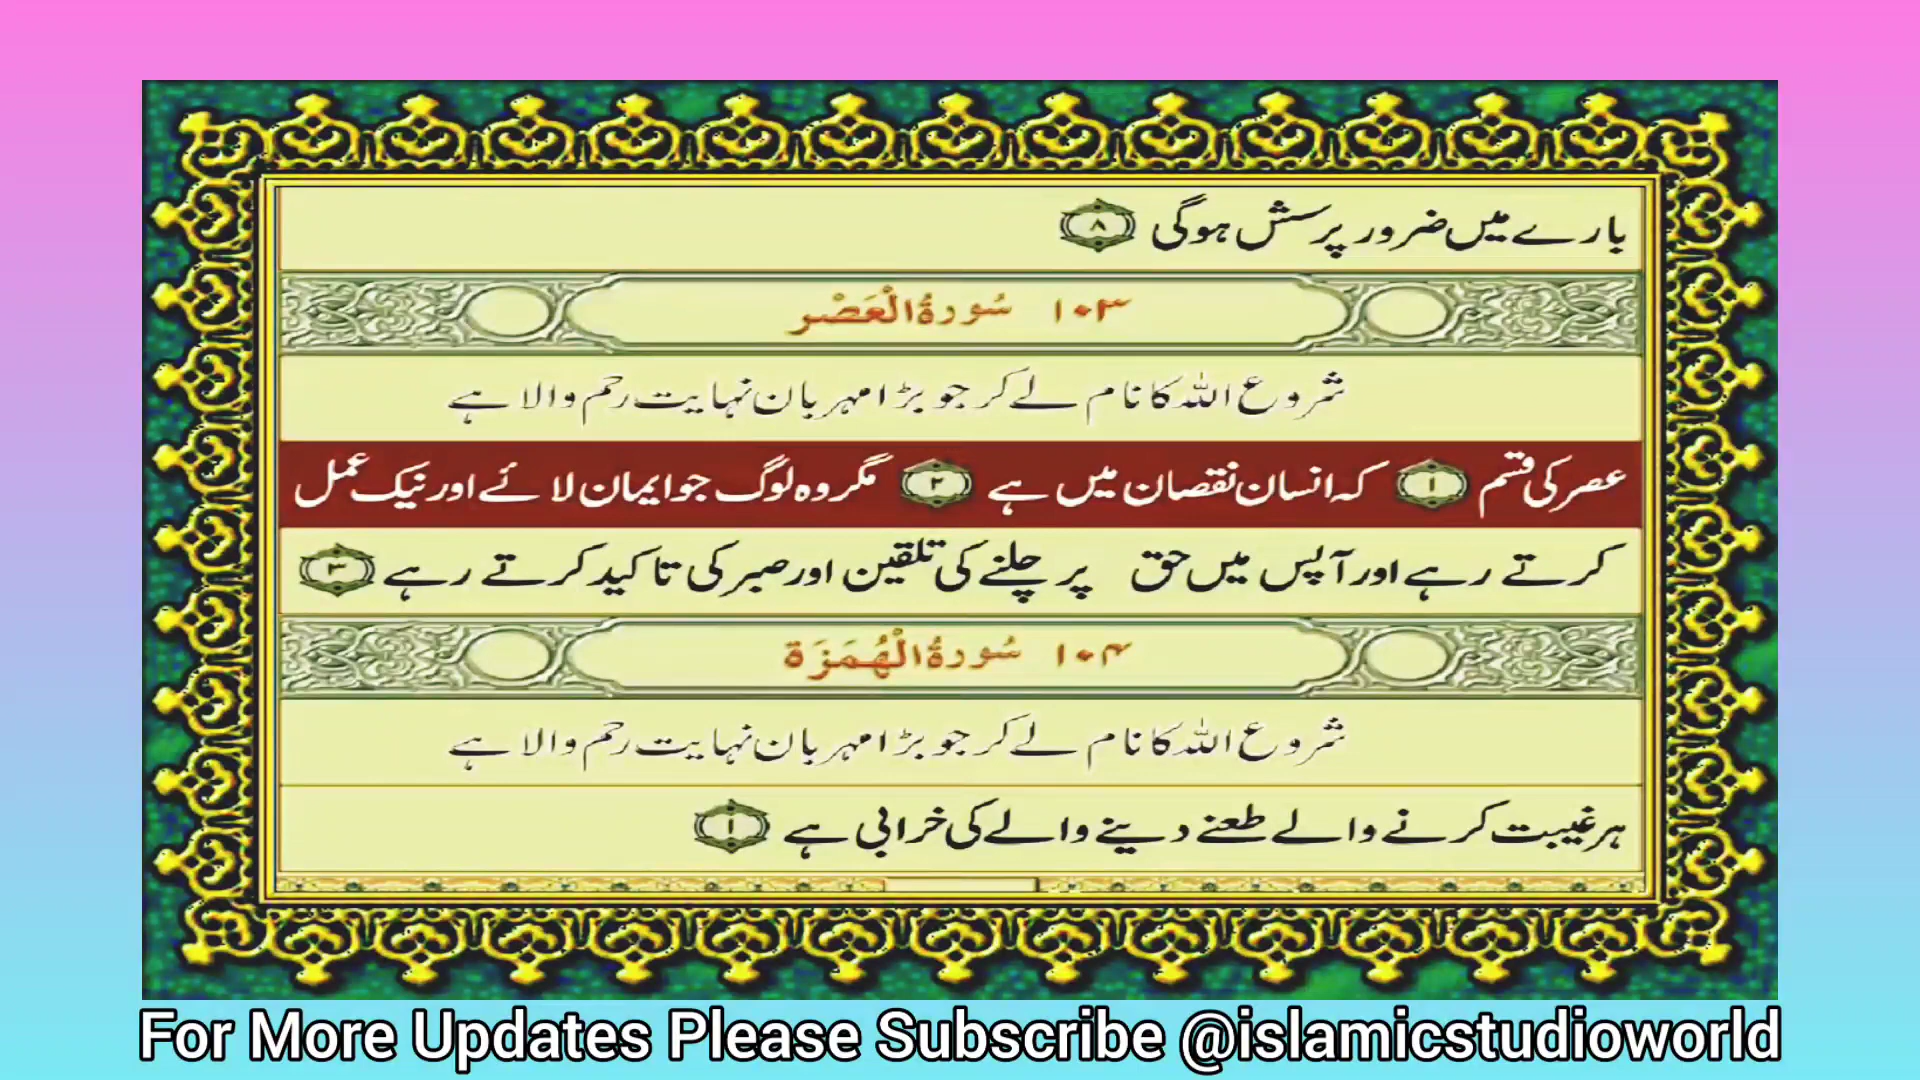 بارے میں ضرور پرسش ہوگی ۸
۱۰۳ سُورۃُ الْعَصْر
شروع اللہ کا نام لے کر جو بڑا مہربان نہایت رحم والا ہے
عصر کی قسم ۱ کہ انسان نقصان میں ہے ۲ مگر وہ لوگ جو ایمان لائے اور نیک عمل
کرتے رہے اور آپس میں حق پر چلنے کی تلقین اور صبر کی تاکید کرتے رہے ۳
۱۰۴ سُورۃُ الْهُمَزَة
شروع اللہ کا نام لے کر جو بڑا مہربان نہایت رحم والا ہے
ہر غیبت کرنے والے طعنے دینے والے کی خرابی ہے ۱
For More Updates Please Subscribe @islamicstudioworld